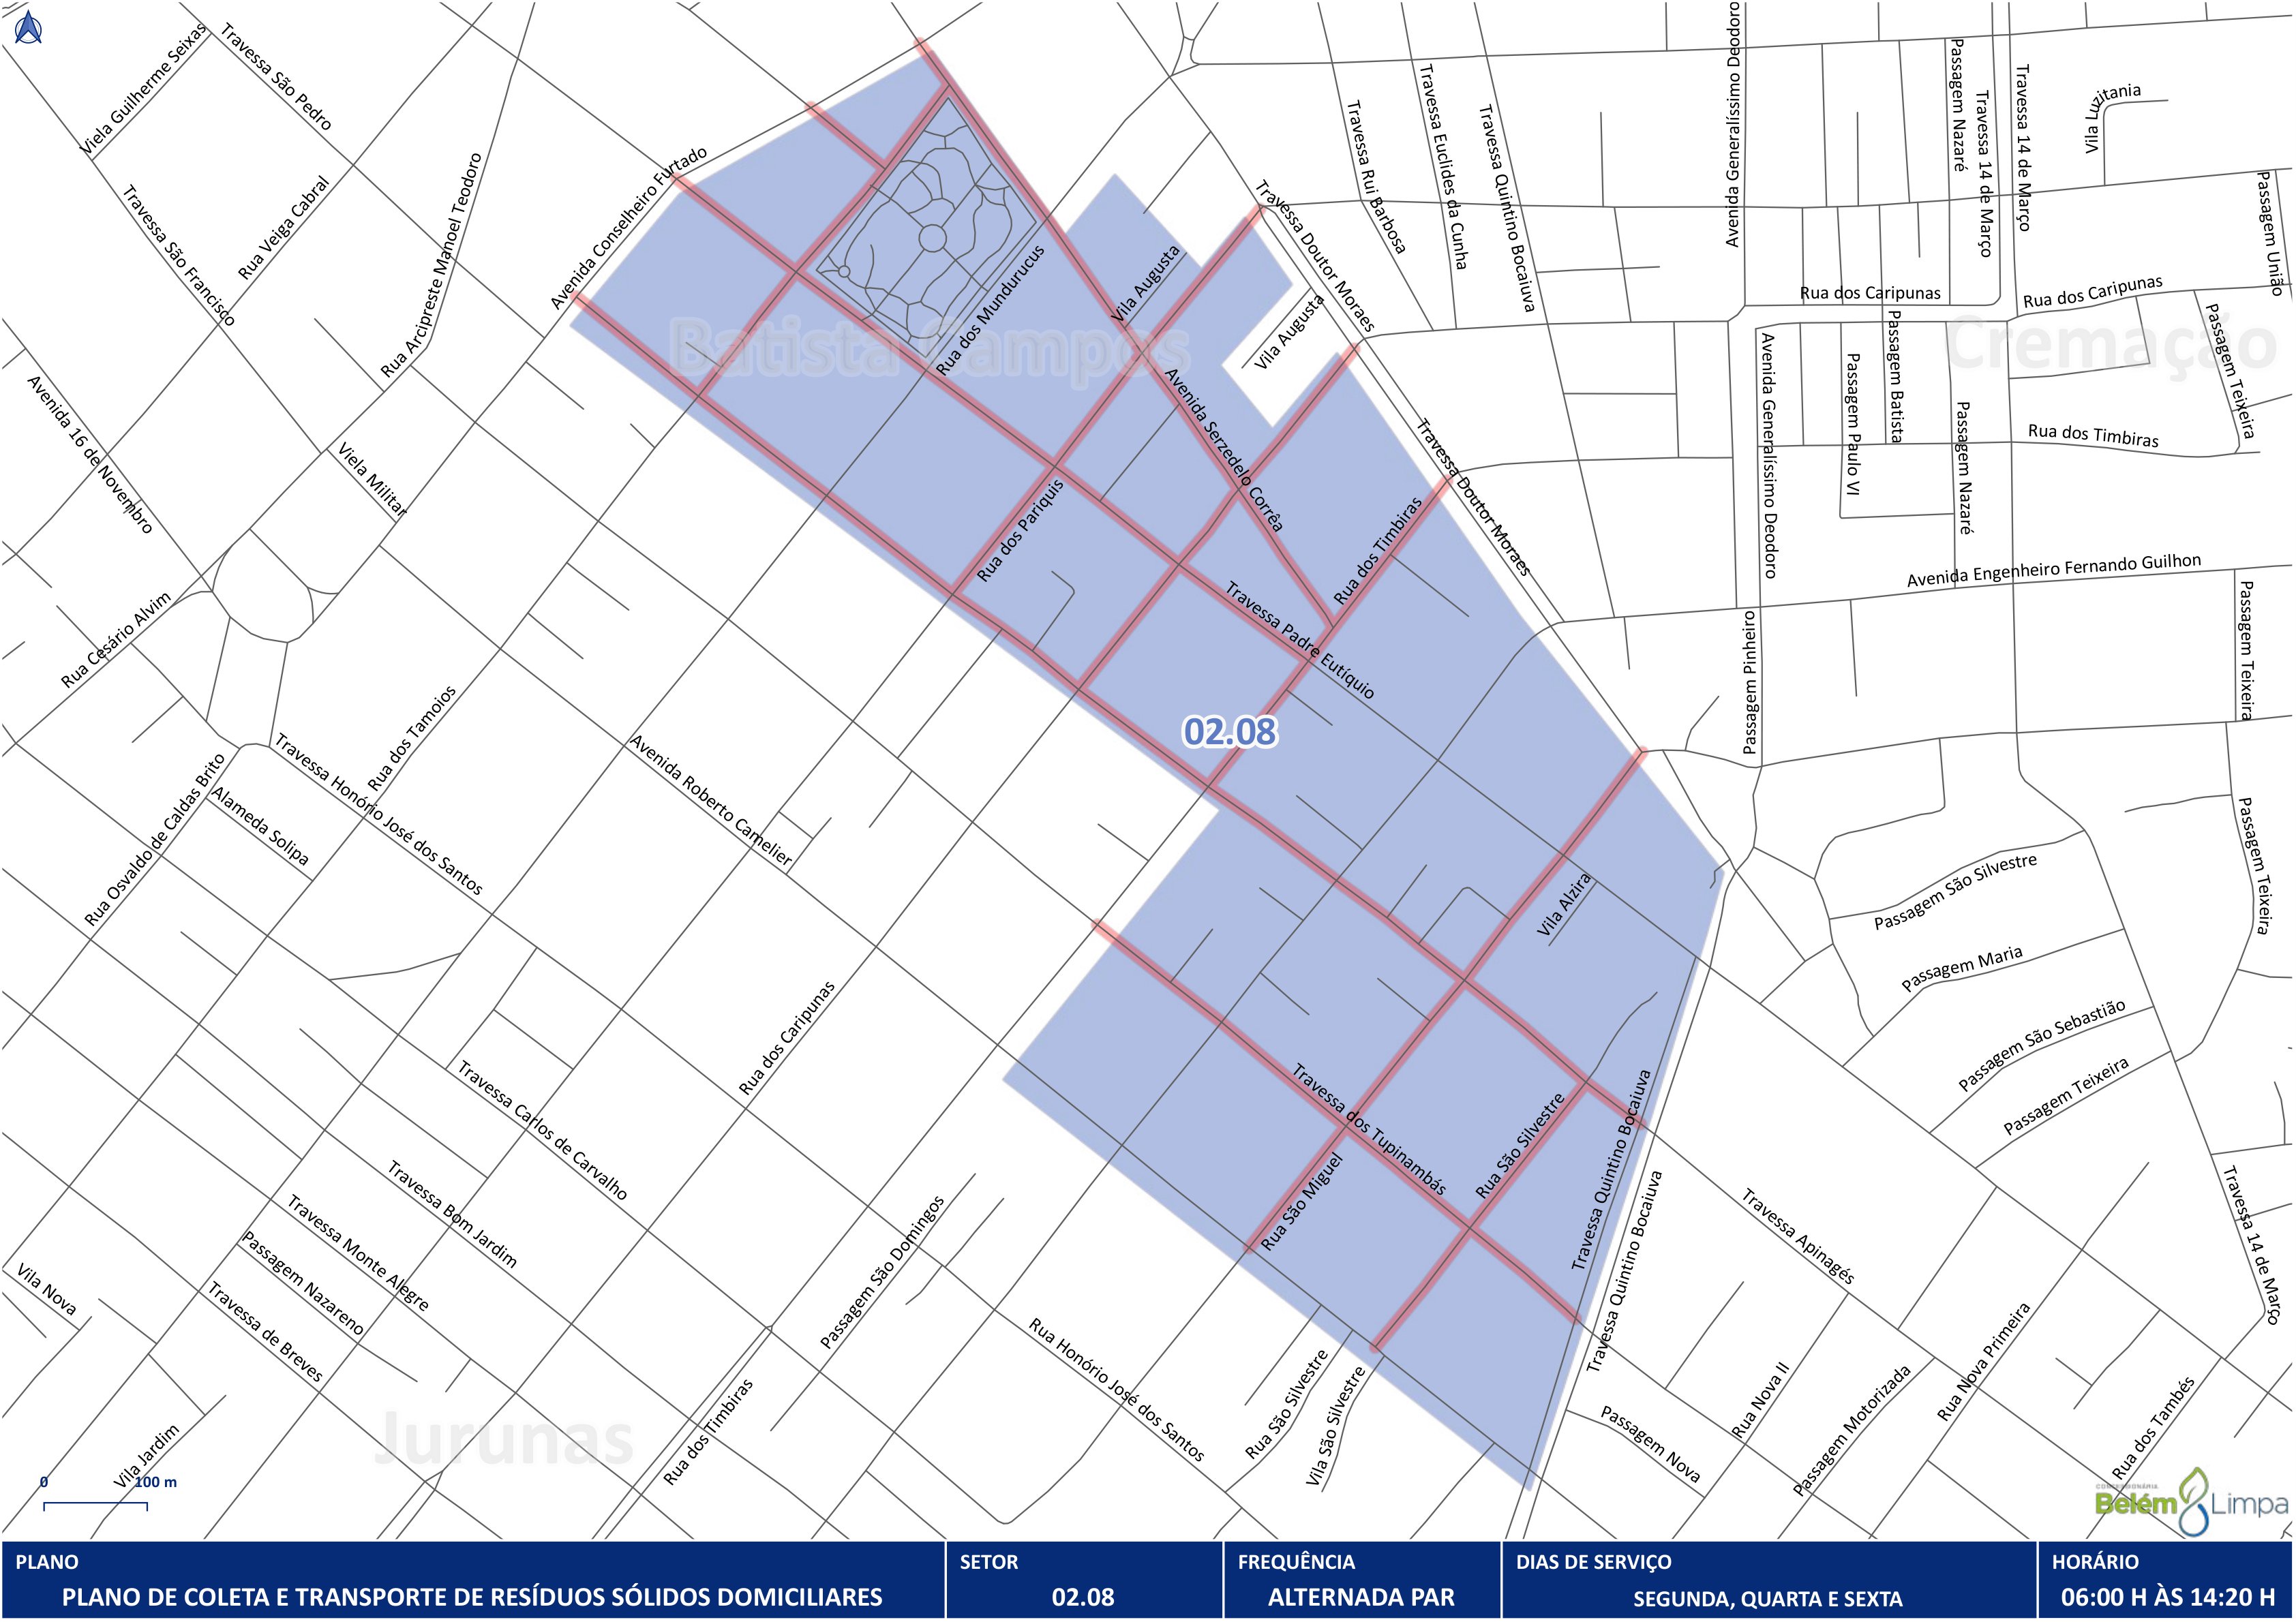 Viela Guilherme Seixas
Travessa São Pedro
Travessa São Francisco
Rua Veiga Cabral
Rua Arcipreste Manoel Teodoro
Avenida Conselheiro Furtado
Avenida 16 de Novembro
Viela Militar
Rua Cesário Alvim
Rua dos Tamoios
Rua Osvaldo de Caldas Brito
Alameda Solipa
Travessa Honório José dos Santos
Avenida Roberto Camelier
Rua dos Caripunas
Travessa Carlos de Carvalho
Travessa Bom Jardim
Travessa Monte Alegre
Passagem Nazareno
Travessa de Breves
Vila Nova
Vila Jardim
Jurunas
Rua dos Timbiras
Passagem São Domingos
Rua Honório José dos Santos
Batista Campos
Rua dos Mundurucus
Vila Augusta
Vila Augusta
Travessa Doutor Moraes
Travessa Rui Barbosa
Travessa Euclides da Cunha
Travessa Quintino Bocaiuva
Avenida Generalíssimo Deodoro
Passagem Nazaré
Travessa 14 de Março
Travessa 14 de Março
Vila Luzitania
Vila Luz
Passagem União
Rua dos Caripunas
Rua dos Caripunas
Cremação
Passagem Teixeira
Avenida Generalíssimo Deodoro
Passagem Paulo VI
Passagem Batista
Passagem Nazaré
Rua dos Timbiras
Avenida Engenheiro Fernando Guilhon
Passagem Teixeira
Passagem Pinheiro
Avenida Serzedelo Corrêa
Rua dos Pariquis
Rua dos Timbiras
Travessa Doutor Moraes
Travessa Padre Eutíquio
02.08
Vila Alzira
Passagem São Silvestre
Passagem Maria
Passagem São Sebastião
Passagem Teixeira
Passagem Teixeira
Travessa 14 de Março
Travessa dos Tupinambás
Rua São Miguel
Rua São Silvestre
Travessa Quintino Bocaiuva
Travessa Quintino Bocaiuva
Travessa Apinagés
Rua São Silvestre
Vila São Silvestre
Passagem Nova
Rua Nova II
Passagem Motorizada
Rua Nova Primeira
Rua dos Tambés
0 100 m
CONCESSIONÁRIA
Belém Limpa
PLANO
PLANO DE COLETA E TRANSPORTE DE RESÍDUOS SÓLIDOS DOMICILIARES
SETOR
02.08
FREQUÊNCIA
ALTERNADA PAR
DIAS DE SERVIÇO
SEGUNDA, QUARTA E SEXTA
HORÁRIO
06:00 H ÀS 14:20 H